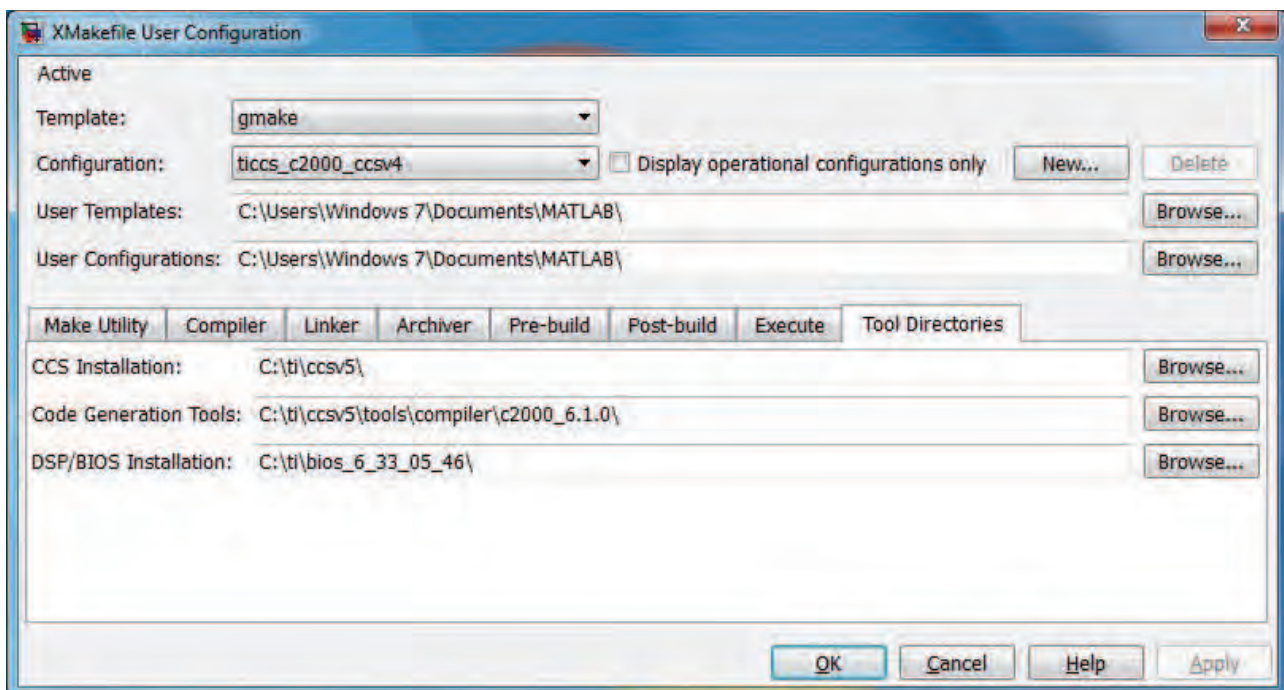 XMakefile User Configuration
Active
Template: gmake
Configuration: ticcs_c2000_ccsv4 Display operational configurations only New... Delete
User Templates: C:\Users\Windows 7\Documents\MATLAB\ Browse...
User Configurations: C:\Users\Windows 7\Documents\MATLAB\ Browse...
Make Utility Compiler Linker Archiver Pre-build Post-build Execute Tool Directories
CCS Installation: C:\ti\ccsv5\ Browse...
Code Generation Tools: C:\ti\ccsv5\tools\compiler\c2000_6.1.0\ Browse...
DSP/BIOS Installation: C:\ti\bios_6_33_05_46\ Browse...
OK Cancel Help Apply